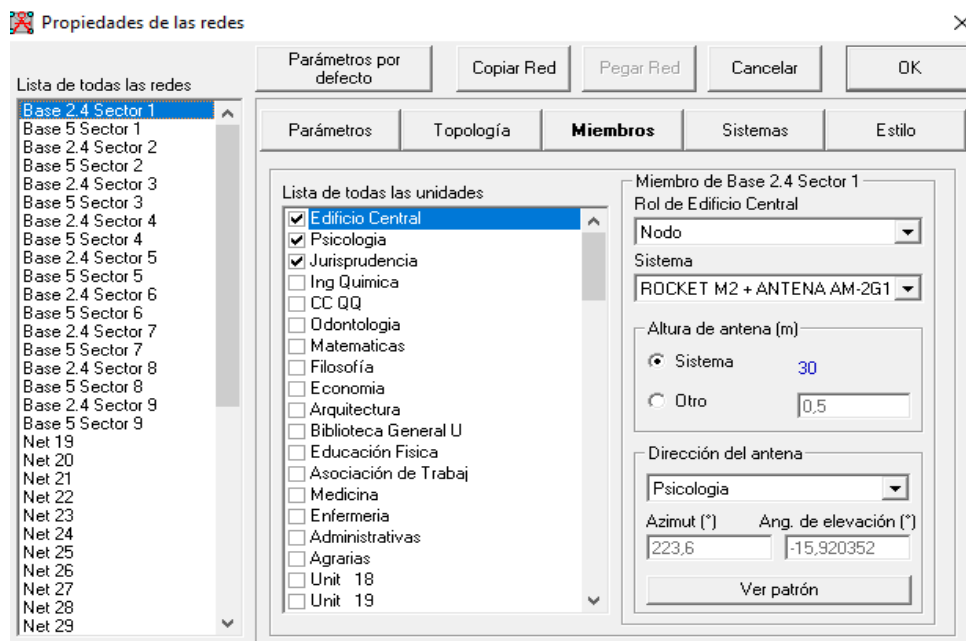 Propiedades de las redes
Lista de todas las redes
Base 2.4 Sector 1
Base 5 Sector 1
Base 2.4 Sector 2
Base 5 Sector 2
Base 2.4 Sector 3
Base 5 Sector 3
Base 2.4 Sector 4
Base 5 Sector 4
Base 2.4 Sector 5
Base 5 Sector 5
Base 2.4 Sector 6
Base 5 Sector 6
Base 2.4 Sector 7
Base 5 Sector 7
Base 2.4 Sector 8
Base 5 Sector 8
Base 2.4 Sector 9
Base 5 Sector 9
Net 19
Net 20
Net 21
Net 22
Net 23
Net 24
Net 25
Net 26
Net 27
Net 28
Net 29
Parámetros por
defecto
Copiar Red
Pegar Red
Cancelar
OK
Parámetros
Topología
Miembros
Sistemas
Estilo
Lista de todas las unidades
Edificio Central
Psicologia
Jurisprudencia
Ing Quimica
CC QQ
Odontologia
Matematicas
Filosofía
Economia
Arquitectura
Biblioteca General U
Educación Fisica
Asociación de Trabaj
Medicina
Enfermeria
Administrativas
Agrarias
Unit 18
Unit 19
Miembro de Base 2.4 Sector 1
Rol de Edificio Central
Nodo
Sistema
ROCKET M2 + ANTENA AM-2G1
Altura de antena (m)
Sistema 30
Otro 0,5
Dirección del antena
Psicologia
Azimut (°) Ang. de elevación (°)
223,6 -15,920352
Ver patrón